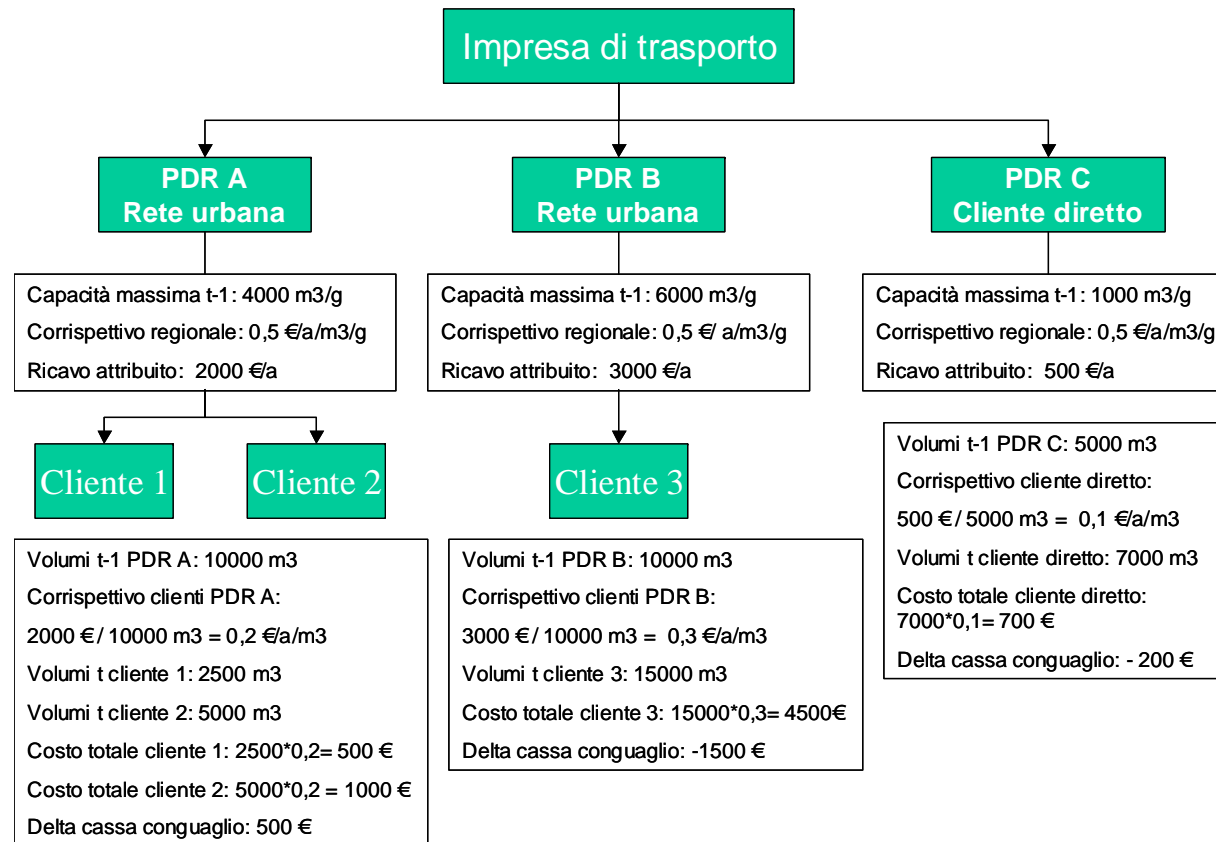 Impresa di trasporto
PDR A
Rete urbana
PDR B
Rete urbana
PDR C
Cliente diretto
Capacità massima t-1: 4000 m3/g
Corrispettivo regionale: 0,5 €/a/m3/g
Ricavo attribuito: 2000 €/a
Capacità massima t-1: 6000 m3/g
Corrispettivo regionale: 0,5 €/ a/m3/g
Ricavo attribuito: 3000 €/a
Capacità massima t-1: 1000 m3/g
Corrispettivo regionale: 0,5 €/a/m3/g
Ricavo attribuito: 500 €/a
Cliente 1
Cliente 2
Cliente 3
Volumi t-1 PDR A: 10000 m3
Corrispettivo clienti PDR A:
2000 € / 10000 m3 = 0,2 €/a/m3
Volumi t cliente 1: 2500 m3
Volumi t cliente 2: 5000 m3
Costo totale cliente 1: 2500*0,2= 500 €
Costo totale cliente 2: 5000*0,2 = 1000 €
Delta cassa conguaglio: 500 €
Volumi t-1 PDR B: 10000 m3
Corrispettivo clienti PDR B:
3000 € / 10000 m3 = 0,3 €/a/m3
Volumi t cliente 3: 15000 m3
Costo totale cliente 3: 15000*0,3= 4500€
Delta cassa conguaglio: -1500 €
Volumi t-1 PDR C: 5000 m3
Corrispettivo cliente diretto:
500 € / 5000 m3 = 0,1 €/a/m3
Volumi t cliente diretto: 7000 m3
Costo totale cliente diretto:
7000*0,1= 700 €
Delta cassa conguaglio: - 200 €